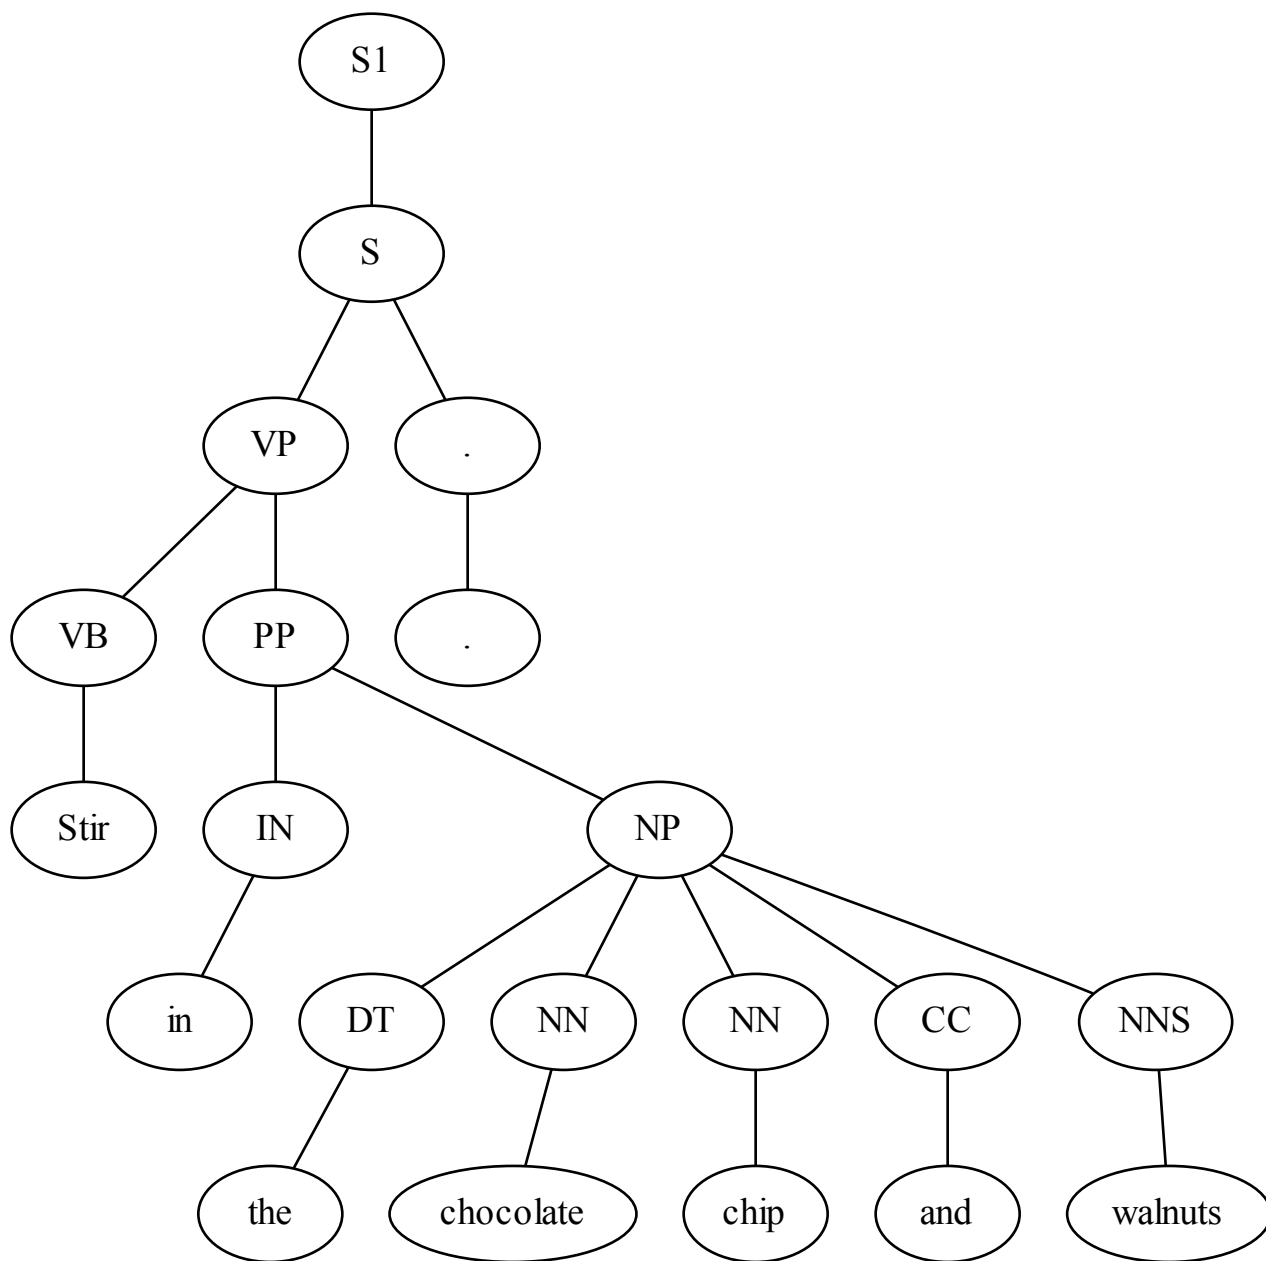 S1
S
VP .
VB PP .
Stir IN NP
in DT NN NN CC NNS
the chocolate chip and walnuts